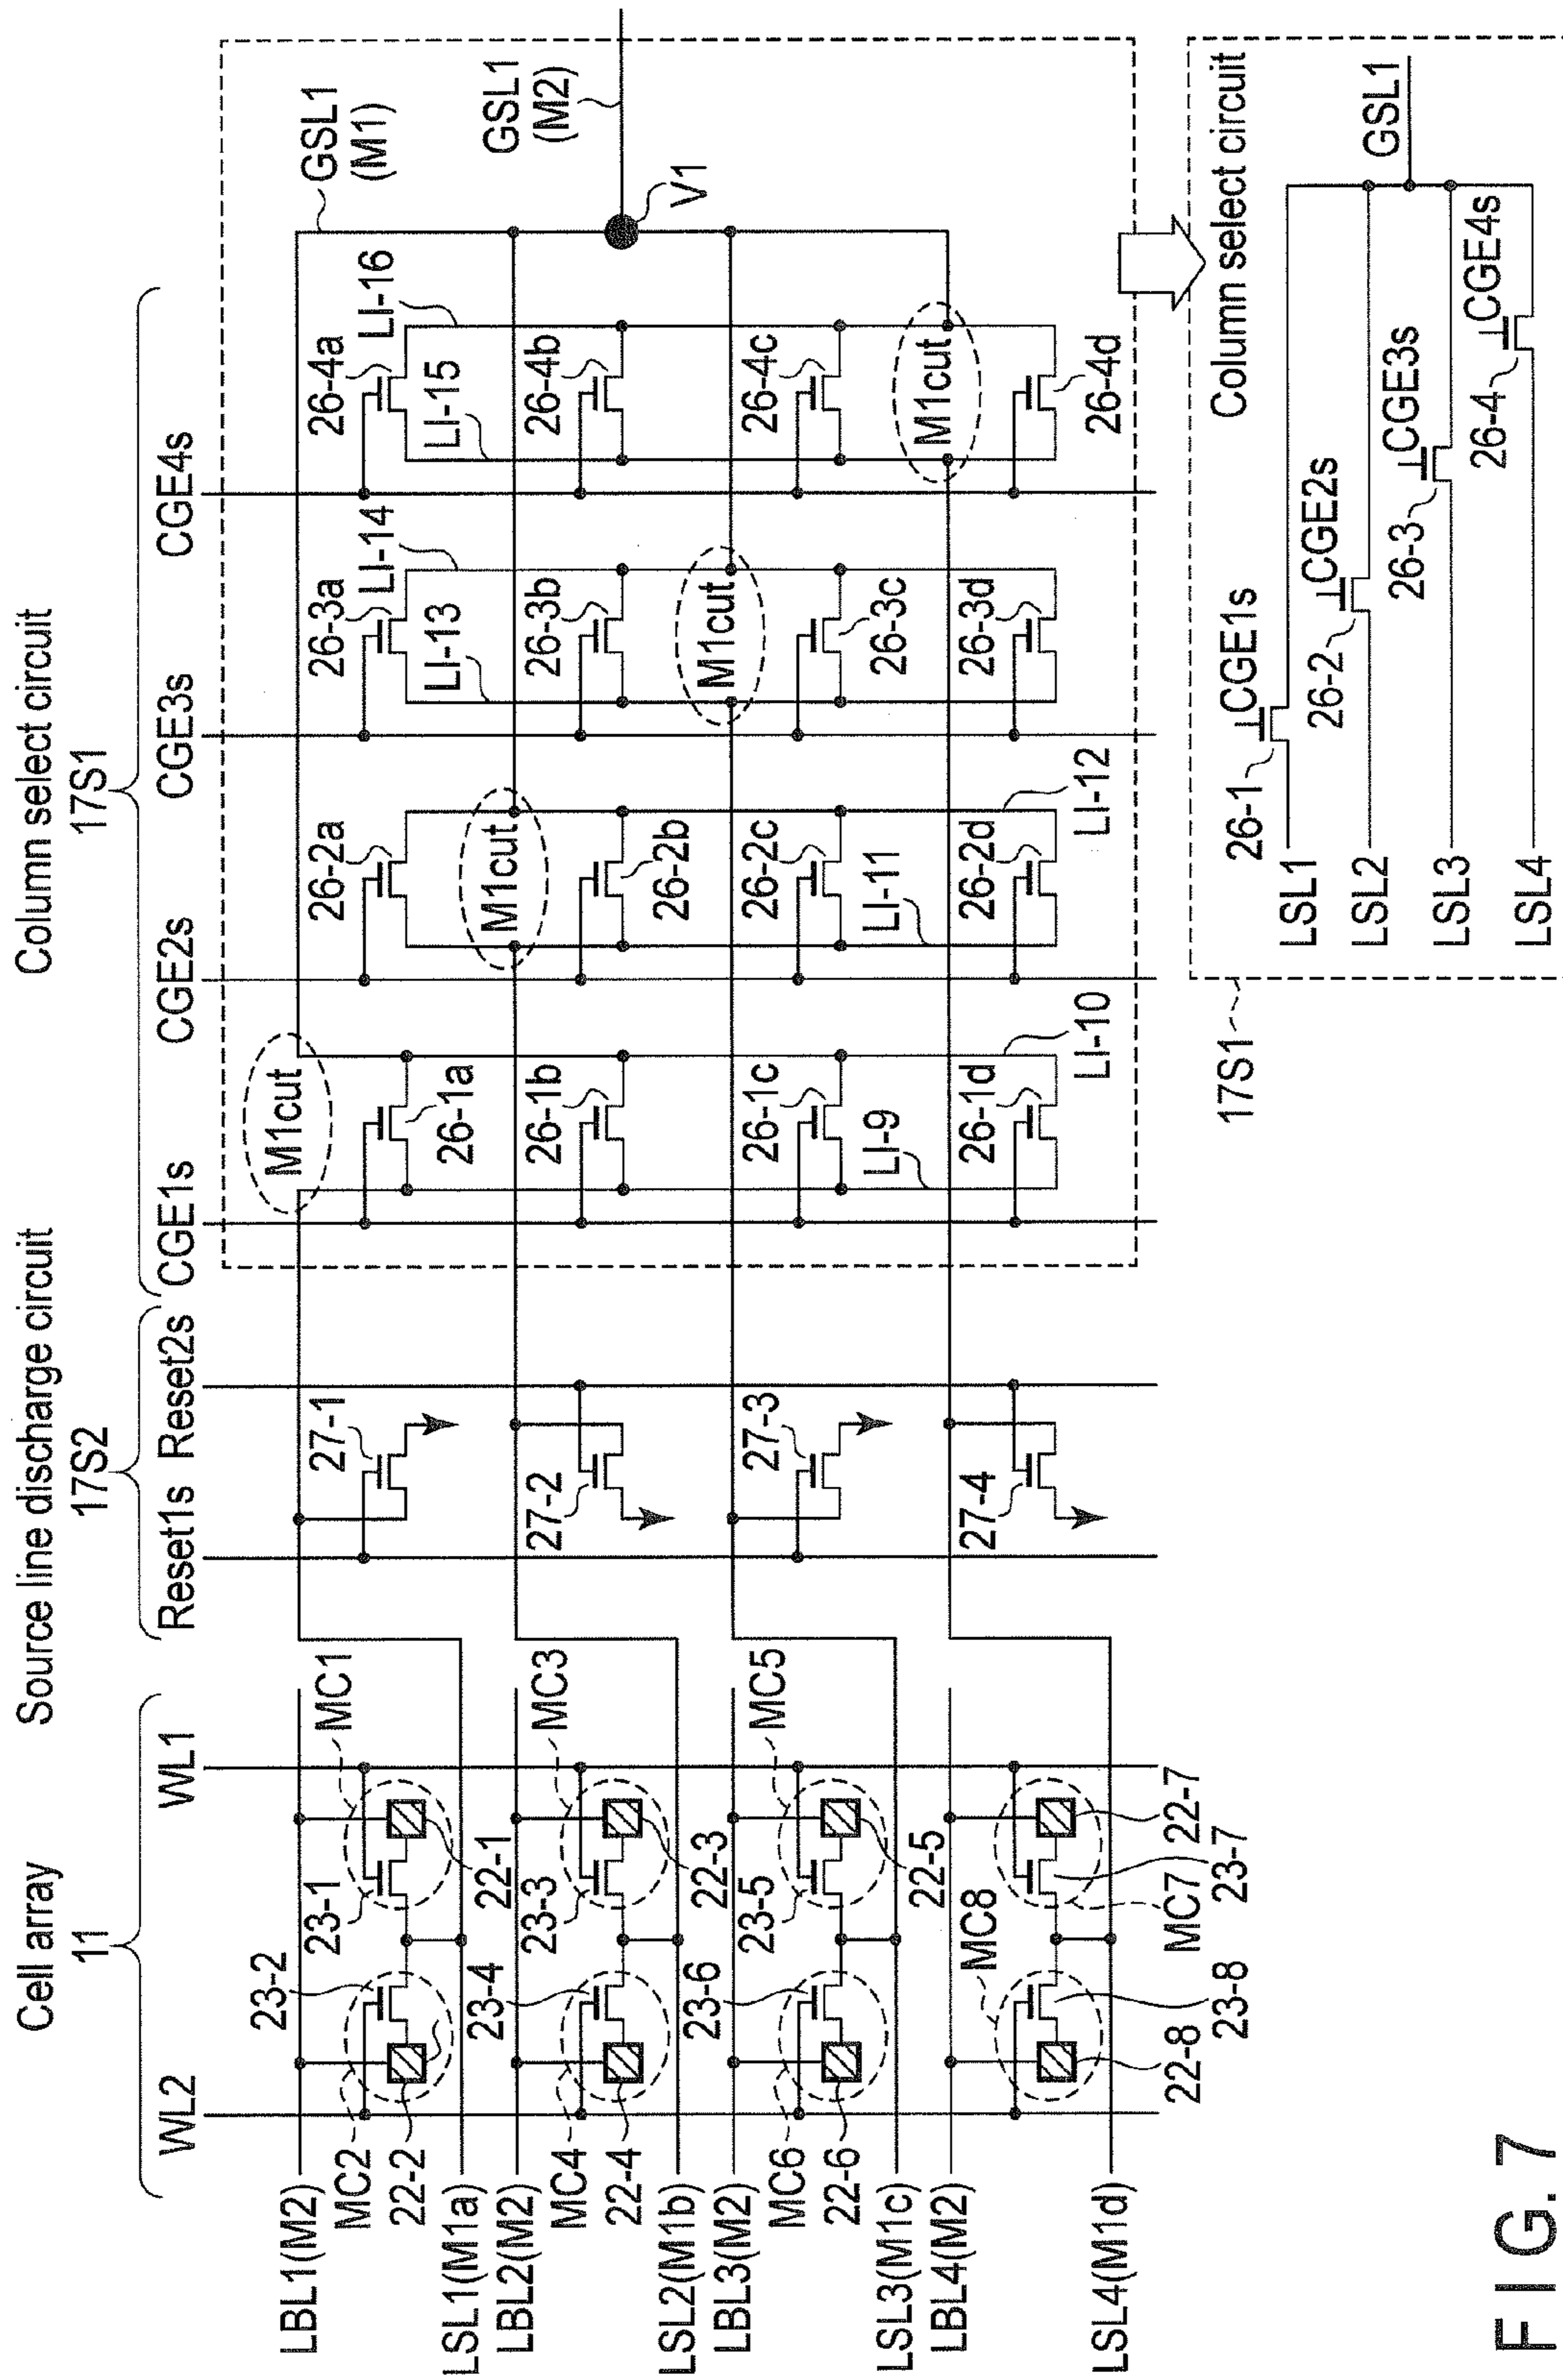 Cell array
11
Source line discharge circuit
17S2
Column select circuit
17S1
WL2
WL1
Reset1s
Reset2s
CGE1s
CGE2s
CGE3s
CGE4s
LBL1(M2)
MC2
22-2
LSL1(M1a)
LBL2(M2)
MC4
22-4
LSL2(M1b)
LBL3(M2)
MC6
22-6
LSL3(M1c)
LBL4(M2)
LSL4(M1d)
23-2
23-1
MC1
22-1
23-4
23-3
MC3
22-3
23-6
23-5
MC5
22-5
MC8
22-8
23-8
MC7
23-7
22-7
27-1
27-2
27-3
27-4
M1cut
26-1a
26-1b
26-1c
LI-9
26-1d
LI-10
26-2a
M1cut
26-2b
26-2c
LI-11
26-2d
LI-12
26-3a
LI-14
LI-13
26-3b
M1cut
26-3c
26-3d
26-4a
LI-16
LI-15
26-4b
26-4c
M1cut
26-4d
GSL1
(M1)
GSL1
(M2)
V1
17S1
Column select circuit
26-1
CGE1s
LSL1
26-2
CGE2s
LSL2
26-3
CGE3s
LSL3
26-4
CGE4s
LSL4
GSL1
FIG. 7